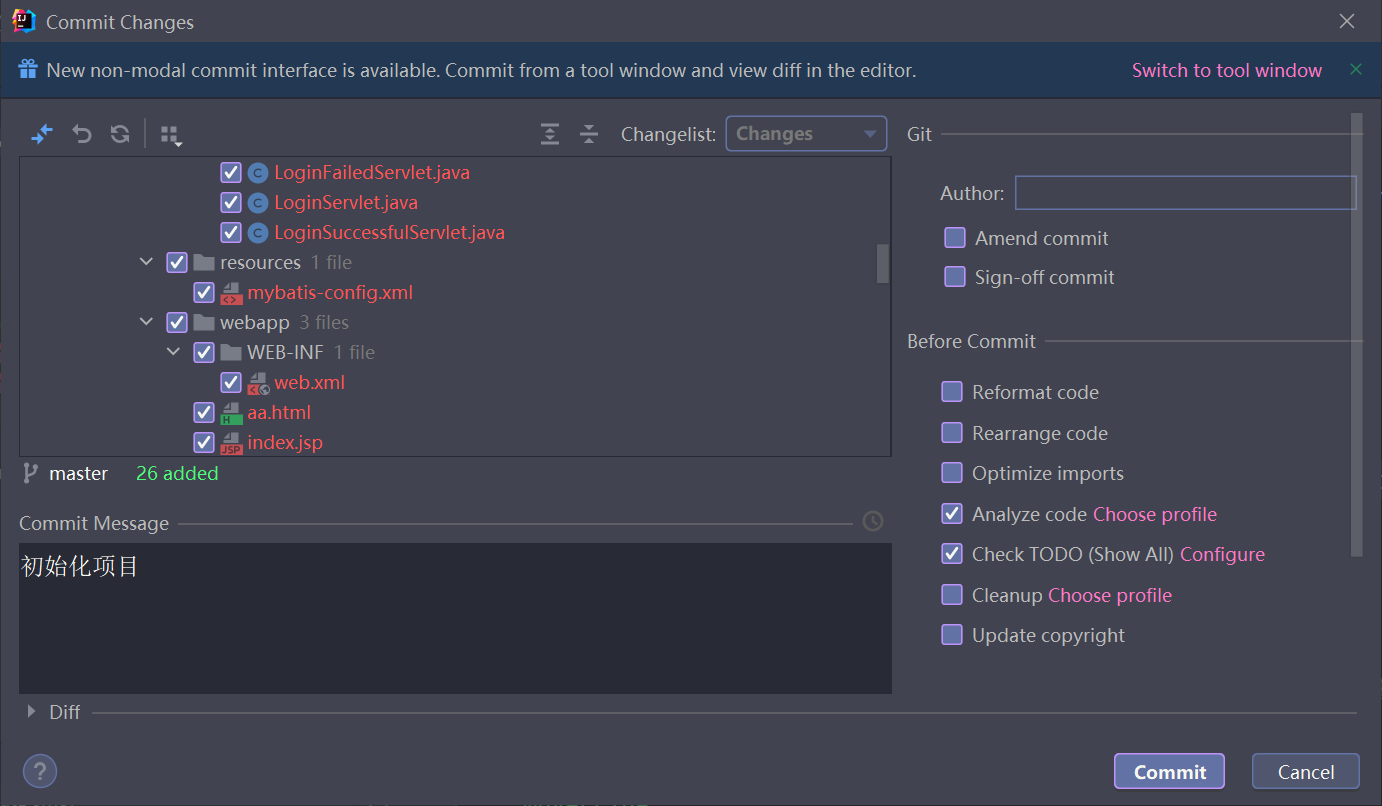 Commit Changes
New non-modal commit interface is available. Commit from a tool window and view diff in the editor.
Switch to tool window
Changelist: Changes
LoginFailedServlet.java
LoginServlet.java
LoginSuccessfulServlet.java
resources 1 file
mybatis-config.xml
webapp 3 files
WEB-INF 1 file
web.xml
aa.html
index.jsp
master 26 added
Commit Message
初始化项目
Diff
Git
Author:
Amend commit
Sign-off commit
Before Commit
Reformat code
Rearrange code
Optimize imports
Analyze code Choose profile
Check TODO (Show All) Configure
Cleanup Choose profile
Update copyright
?
Commit
Cancel